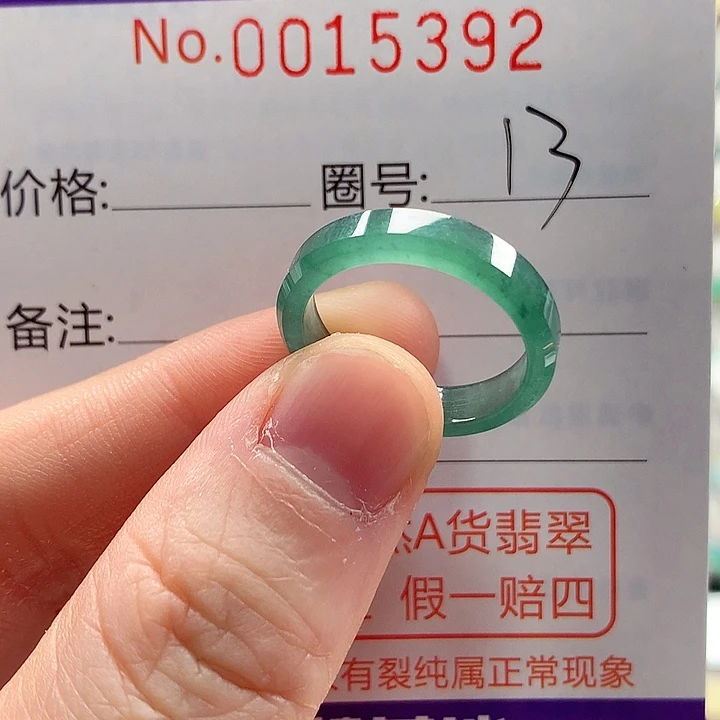 No.0015392
价格: 圈号: 13
备注:
A货翡翠
假一赔四
有裂纯属正常现象